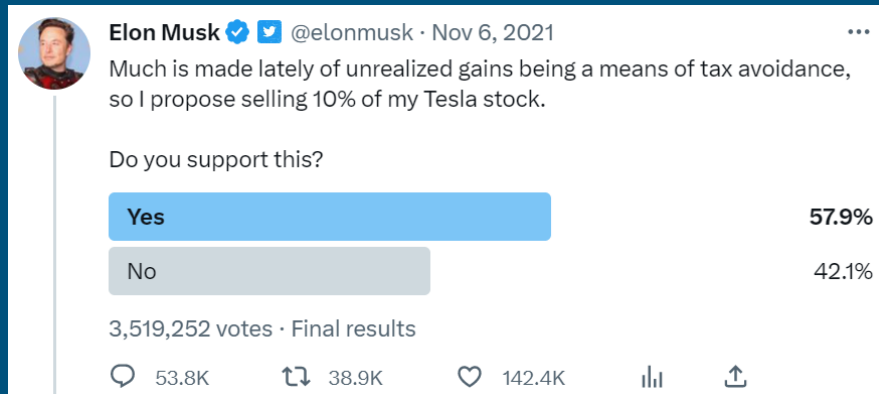 Elon Musk @elonmusk · Nov 6, 2021
Much is made lately of unrealized gains being a means of tax avoidance,
so I propose selling 10% of my Tesla stock.
Do you support this?
Yes 57.9%
No 42.1%
3,519,252 votes · Final results
53.8K 38.9K 142.4K